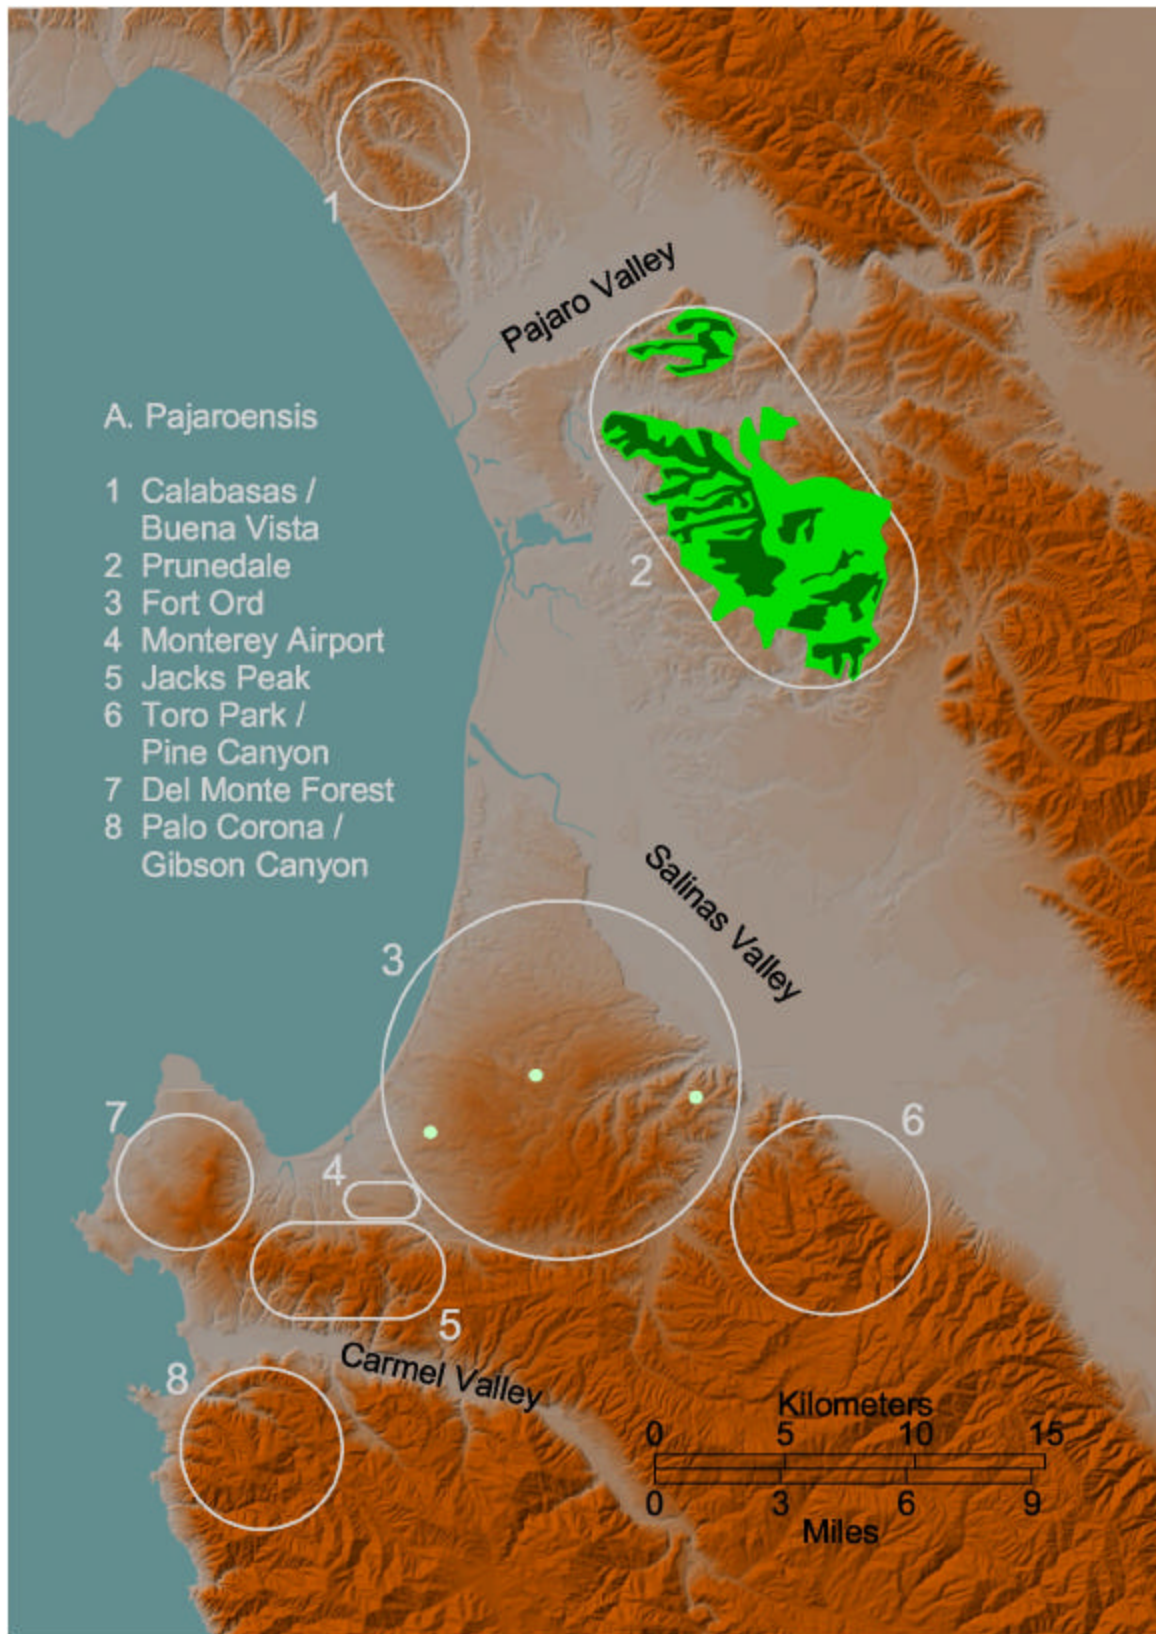 1
Pajaro Valley
A. Pajaroensis
1 Calabasas /
Buena Vista
2 Prunedale
3 Fort Ord
4 Monterey Airport
5 Jacks Peak
6 Toro Park /
Pine Canyon
7 Del Monte Forest
8 Palo Corona /
Gibson Canyon
2
Salinas Valley
3
7
6
4
5
Carmel Valley
8
Kilometers
0 5 10 15
0 3 6 9
Miles